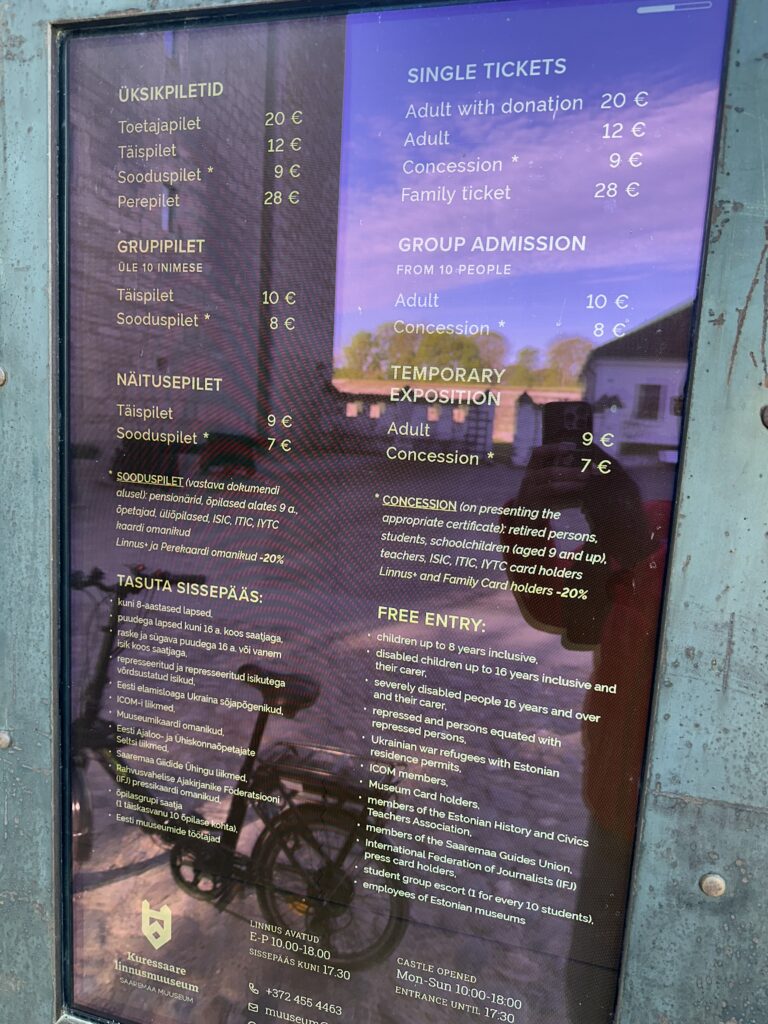 ÜKSIKPILETID
Toetajapilet 20 €
Täispilet 12 €
Sooduspilet * 9 €
Perepilet 28 €
GRUPIPILET
ÜLE 10 INIMESE
Täispilet 10 €
Sooduspilet * 8 €
NÄITUSEPILET
Täispilet 9 €
Sooduspilet * 7 €
* SOODUSPILET (vastava dokumendi
alusel): pensionärid, õpilased alates 9 a.,
õpetajad, üliõpilased, ISIC, ITIC, IYTC
kaardi omanikud
Linnus+ ja Perekaardi omanikud -20%
TASUTA SISSEPÄÄS:
• kuni 8-aastased lapsed,
• puudega lapsed kuni 16 a. koos saatjaga,
• raske ja sügava puudega 16 a. või vanem
isik koos saatjaga,
• represseeritud ja represseeritud isikutega
võrdsustatud isikud,
• Eesti elamisloaga Ukraina sõjapõgenikud,
• ICOM-i liikmed,
• Muuseumikaardi omanikud,
• Eesti Ajaloo- ja Ühiskonnaõpetajate
Seltsi liikmed,
• Saaremaa Giidide Ühingu liikmed,
• Rahvusvahelise Ajakirjanike Föderatsiooni
(IFJ) pressikaardi omanikud,
• õpilasgrupi saatja
(1 täiskasvanu 10 õpilase kohta),
• Eesti muuseumide töötajad
SINGLE TICKETS
Adult with donation 20 €
Adult 12 €
Concession * 9 €
Family ticket 28 €
GROUP ADMISSION
FROM 10 PEOPLE
Adult 10 €
Concession * 8 €
TEMPORARY
EXPOSITION
Adult 9 €
Concession * 7 €
* CONCESSION (on presenting the
appropriate certificate): retired persons,
students, schoolchildren (aged 9 and up),
teachers, ISIC, ITIC, IYTC card holders
Linnus+ and Family Card holders -20%
FREE ENTRY:
• children up to 8 years inclusive,
• disabled children up to 16 years inclusive and
their carer,
• severely disabled people 16 years and over
and their carer,
• repressed and persons equated with
repressed persons,
• Ukrainian war refugees with Estonian
residence permits,
• ICOM members,
• Museum Card holders,
• members of the Estonian History and Civics
Teachers Association,
• members of the Saaremaa Guides Union,
• International Federation of Journalists (IFJ)
press card holders,
• student group escort (1 for every 10 students),
• employees of Estonian museums
Kuressaare
linnusmuuseum
SAAREMAA MUUSEUM
LINNUS AVATUD
E-P 10.00-18.00
SISSEPÄÄS KUNI 17.30
+372 455 4463
CASTLE OPENED
Mon-Sun 10:00-18:00
ENTRANCE UNTIL 17:30